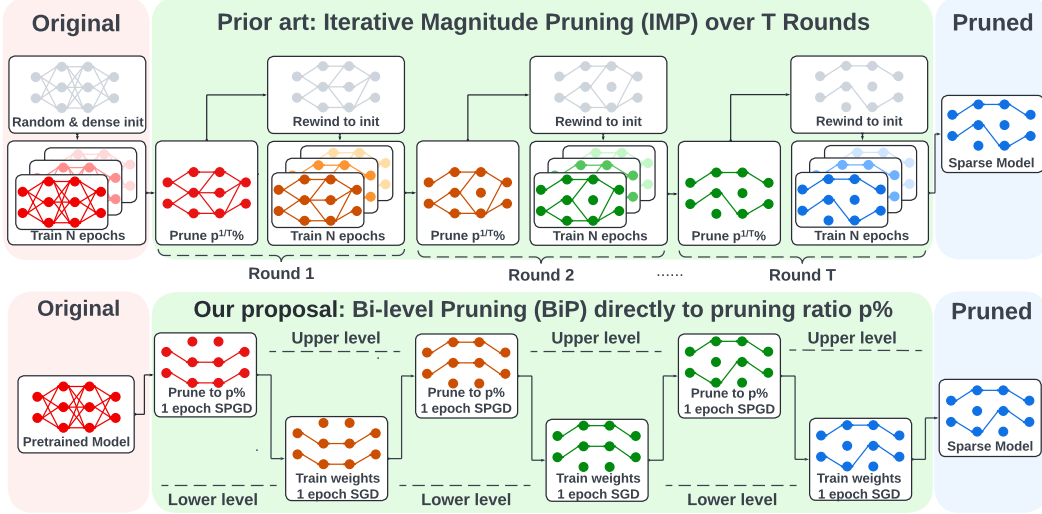 Original
Prior art: Iterative Magnitude Pruning (IMP) over T Rounds
Pruned
Random & dense init
Rewind to init
Rewind to init
Rewind to init
Sparse Model
Train N epochs
Prune p^1/T%
Train N epochs
Prune p^1/T%
Train N epochs
Prune p^1/T%
Train N epochs
Round 1
Round 2
......
Round T
Original
Our proposal: Bi-level Pruning (BiP) directly to pruning ratio p%
Pruned
Upper level
Upper level
Upper level
Prune to p%
1 epoch SPGD
Prune to p%
1 epoch SPGD
Prune to p%
1 epoch SPGD
Pretrained Model
Sparse Model
Train weights
1 epoch SGD
Train weights
1 epoch SGD
Train weights
1 epoch SGD
Lower level
Lower level
Lower level